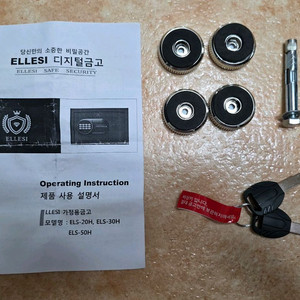 당신만의 소중한 비밀공간
ELLESI 디지털금고
ELLESI SAFE SECURITY
ELLESI
Operating Instruction
제품 사용 설명서
ELLESI 가정용금고
모델명 : ELS-20H, ELS-30H
ELS-50H